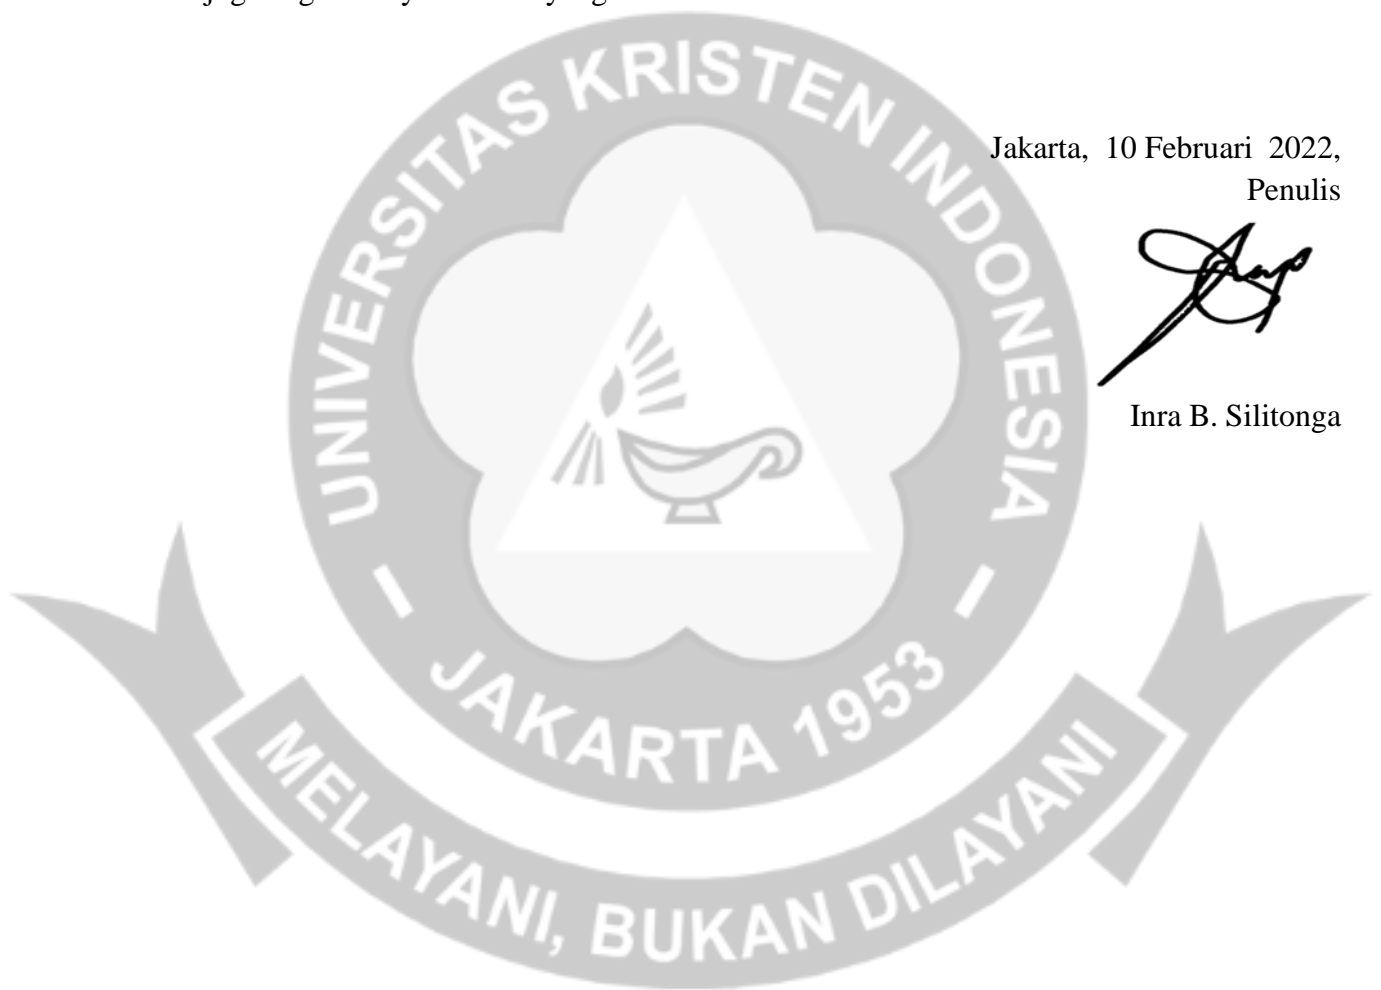 Jakarta, 10 Februari 2022,
Penulis
Inra B. Silitonga
UNIVERSITAS KRISTEN INDONESIA
JAKARTA 1953
MELAYANI, BUKAN DILAYANI